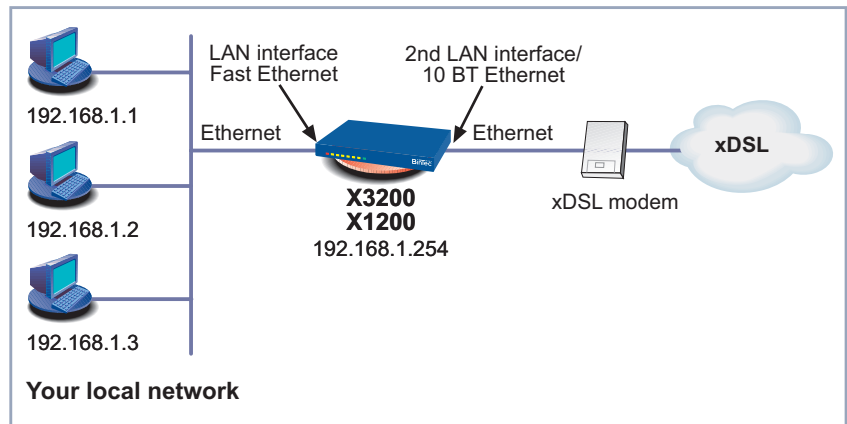 LAN interface
Fast Ethernet
2nd LAN interface/
10 BT Ethernet
192.168.1.1
Ethernet
Ethernet
xDSL
BinTec
X3200
X1200
192.168.1.254
xDSL modem
192.168.1.2
192.168.1.3
Your local network